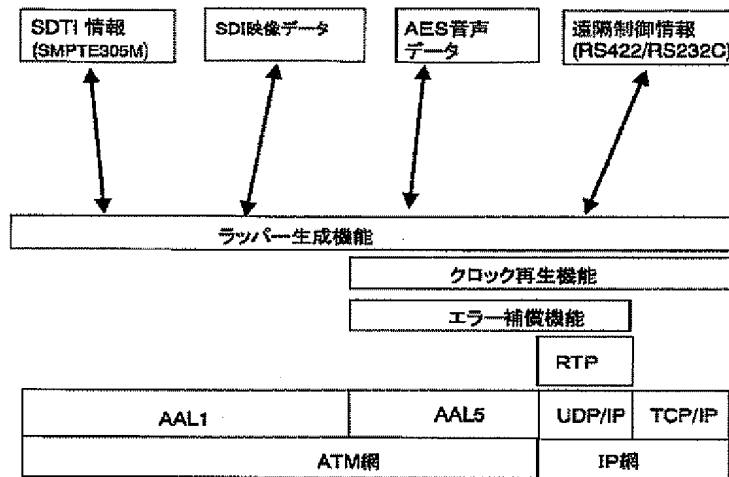 SDTI 情報
(SMPTE305M)
SDI映像データ
AES音声
データ
遠隔制御情報
(RS422/RS232C)
ラッパー生成機能
クロック再生機能
エラー補償機能
RTP
AAL1
AAL5
UDP/IP
TCP/IP
ATM網
IP網